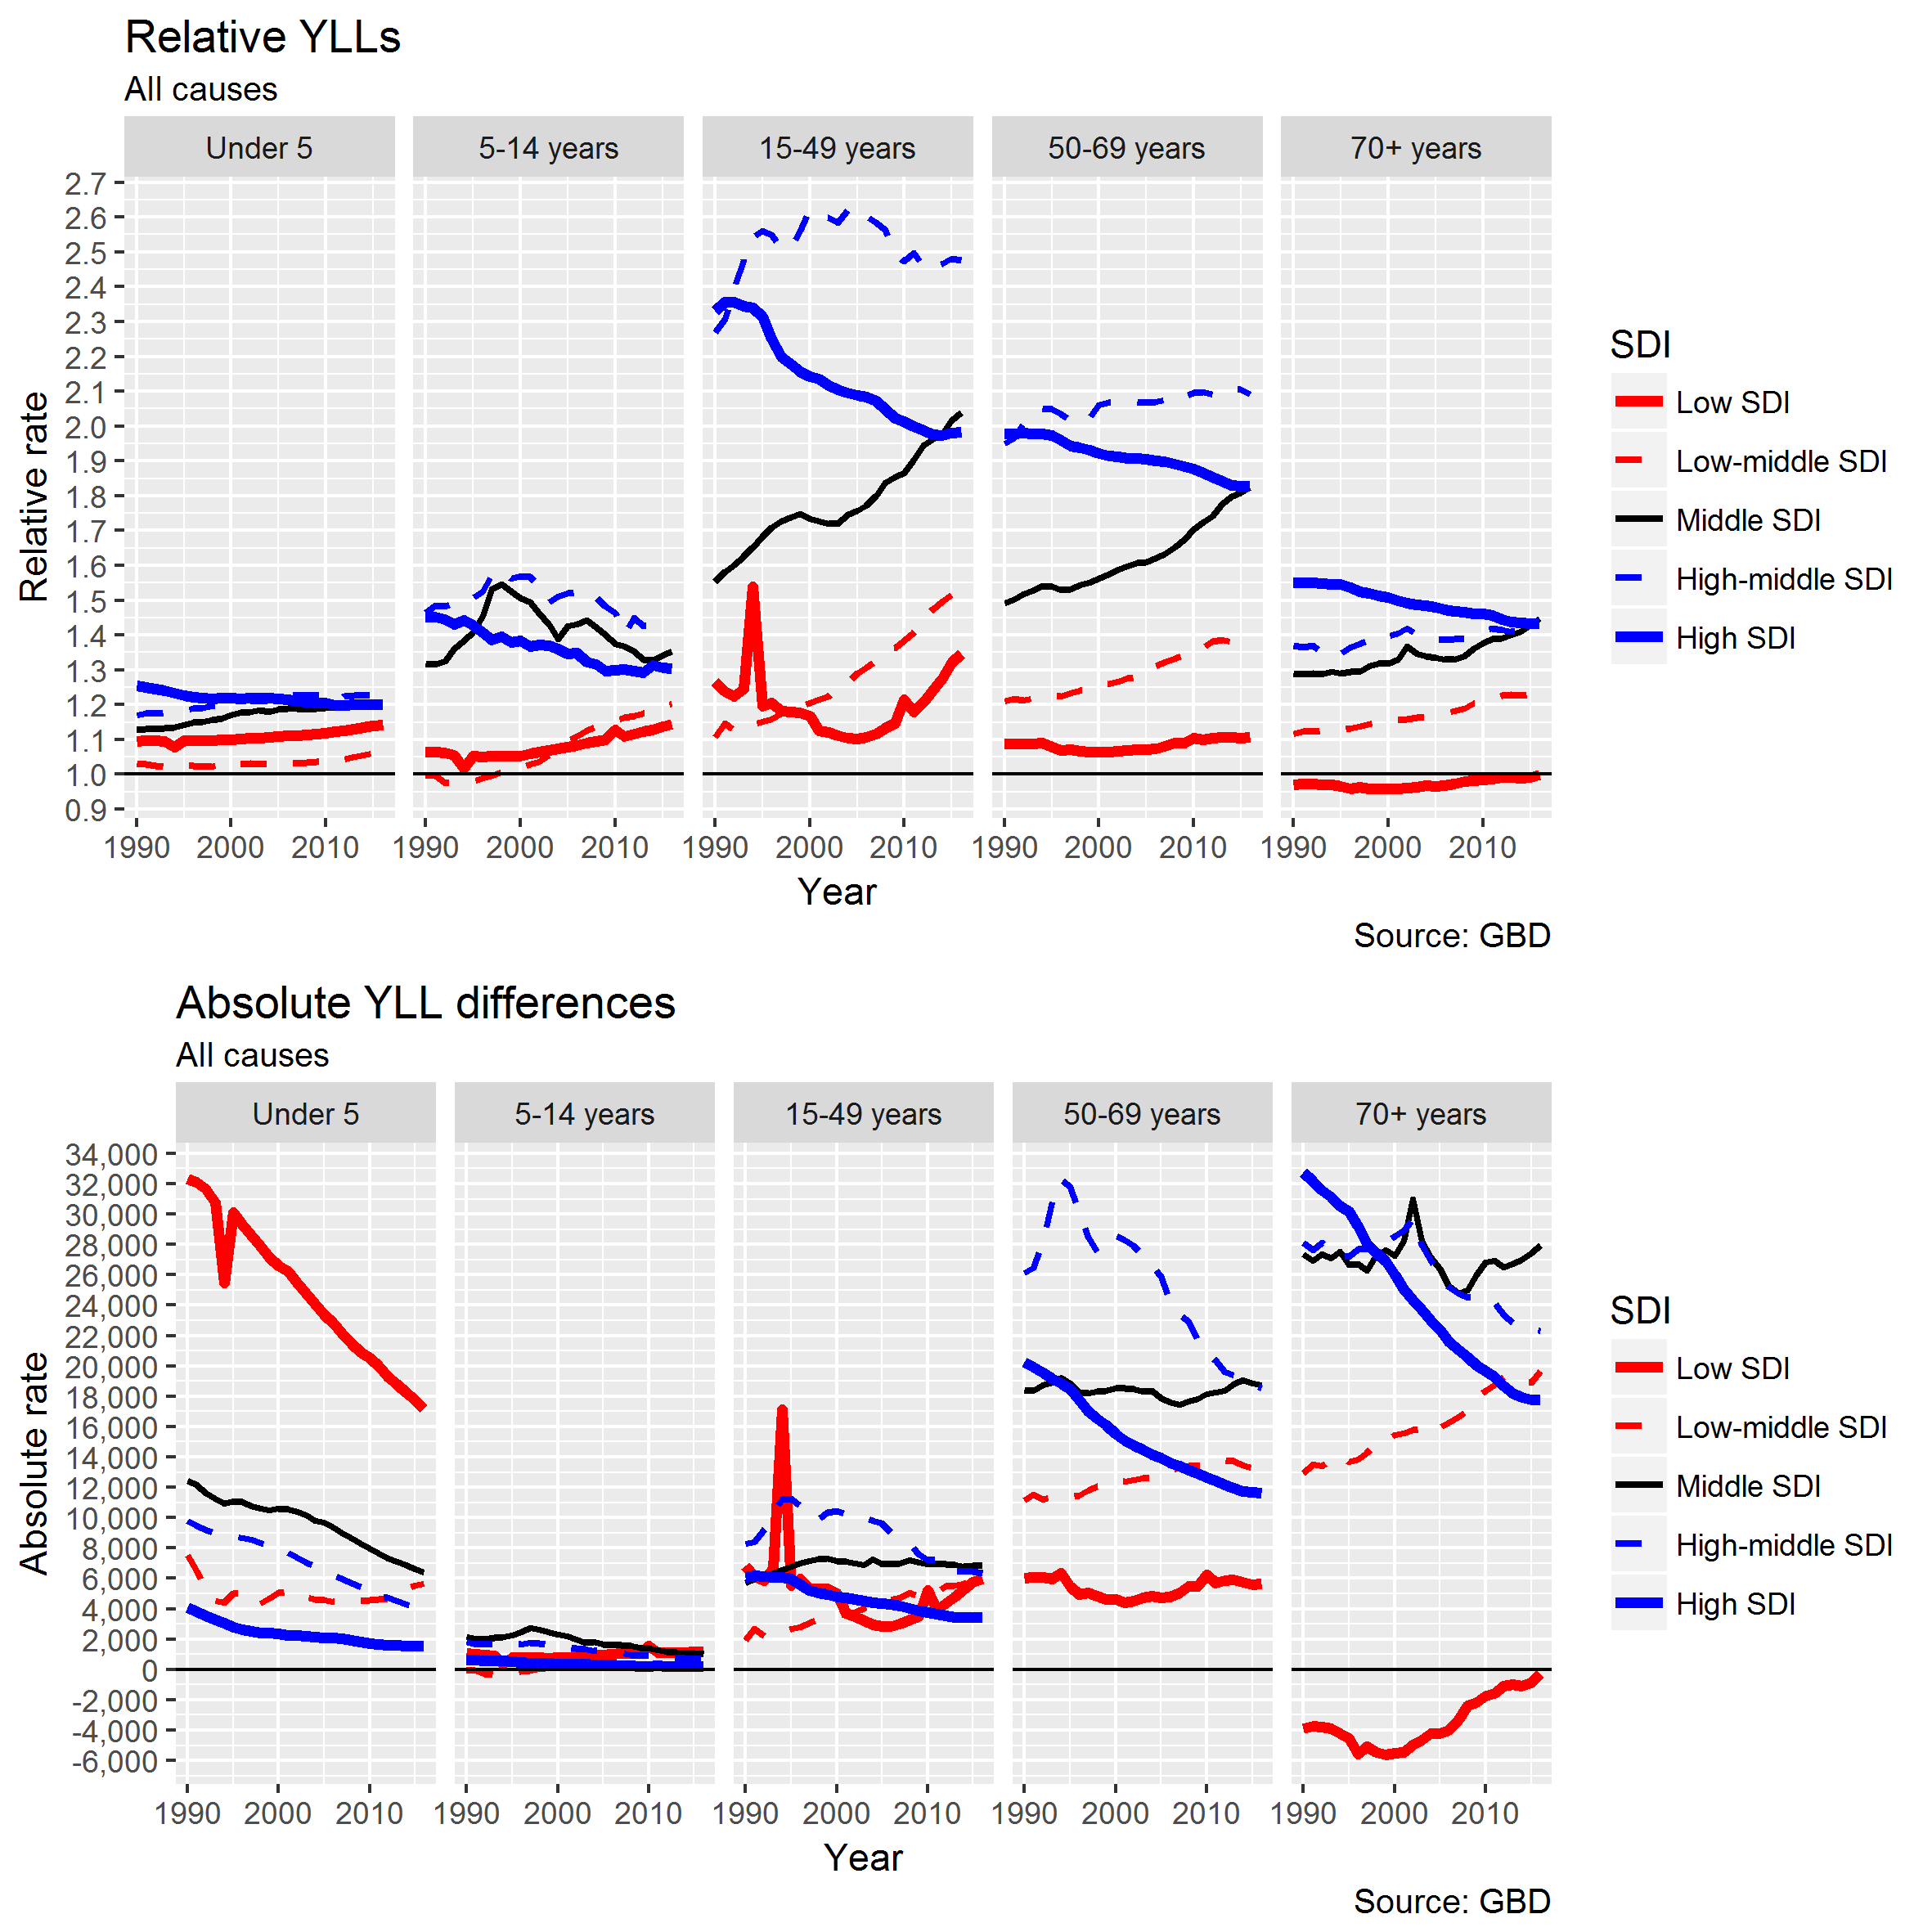 Relative YLLs
All causes
Under 5 5-14 years 15-49 years 50-69 years 70+ years
2.7
2.6
2.5
2.4
2.3
2.2
2.1
2.0
1.9
1.8
1.7
1.6
1.5
1.4
1.3
1.2
1.1
1.0
0.9
Relative rate
1990 2000 2010 1990 2000 2010 1990 2000 2010 1990 2000 2010 1990 2000 2010
Year
Source: GBD
SDI
Low SDI
Low-middle SDI
Middle SDI
High-middle SDI
High SDI
Absolute YLL differences
All causes
Under 5 5-14 years 15-49 years 50-69 years 70+ years
34,000
32,000
30,000
28,000
26,000
24,000
22,000
20,000
18,000
16,000
14,000
12,000
10,000
8,000
6,000
4,000
2,000
0
-2,000
-4,000
-6,000
Absolute rate
1990 2000 2010 1990 2000 2010 1990 2000 2010 1990 2000 2010 1990 2000 2010
Year
Source: GBD
SDI
Low SDI
Low-middle SDI
Middle SDI
High-middle SDI
High SDI